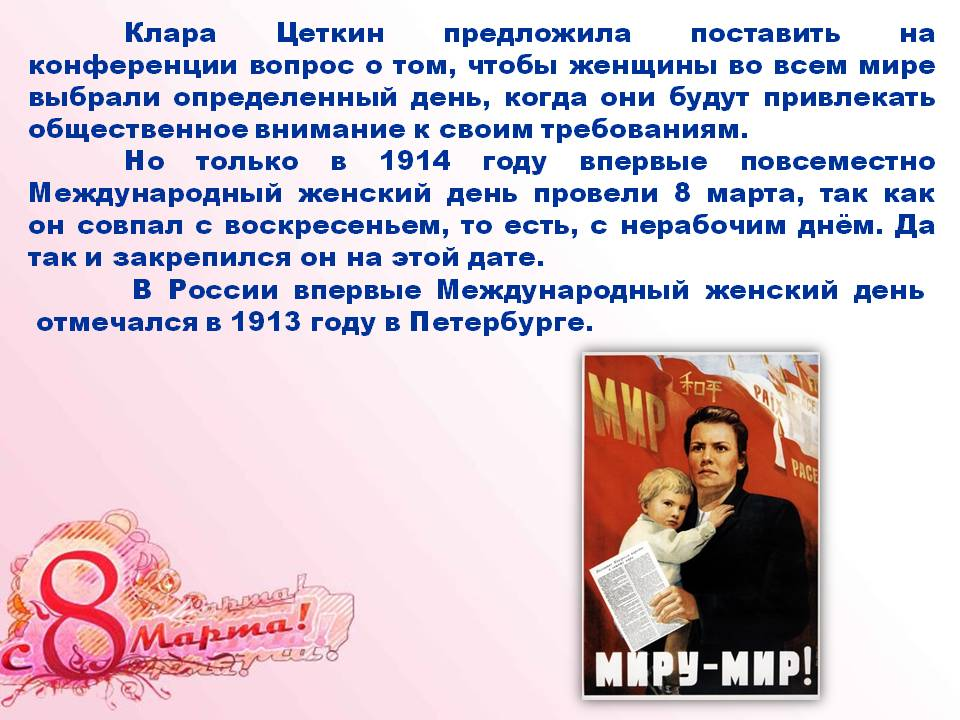 Клара Цеткин предложила поставить на
конференции вопрос о том, чтобы женщины во всем мире
выбрали определенный день, когда они будут привлекать
общественное внимание к своим требованиям.
Но только в 1914 году впервые повсеместно
Международный женский день провели 8 марта, так как
он совпал с воскресеньем, то есть, с нерабочим днём. Да
так и закрепился он на этой дате.
В России впервые Международный женский день
отмечался в 1913 году в Петербурге.
МИР
和平
PAIX
PACE
МИРУ-МИР!
с 8 Марта!